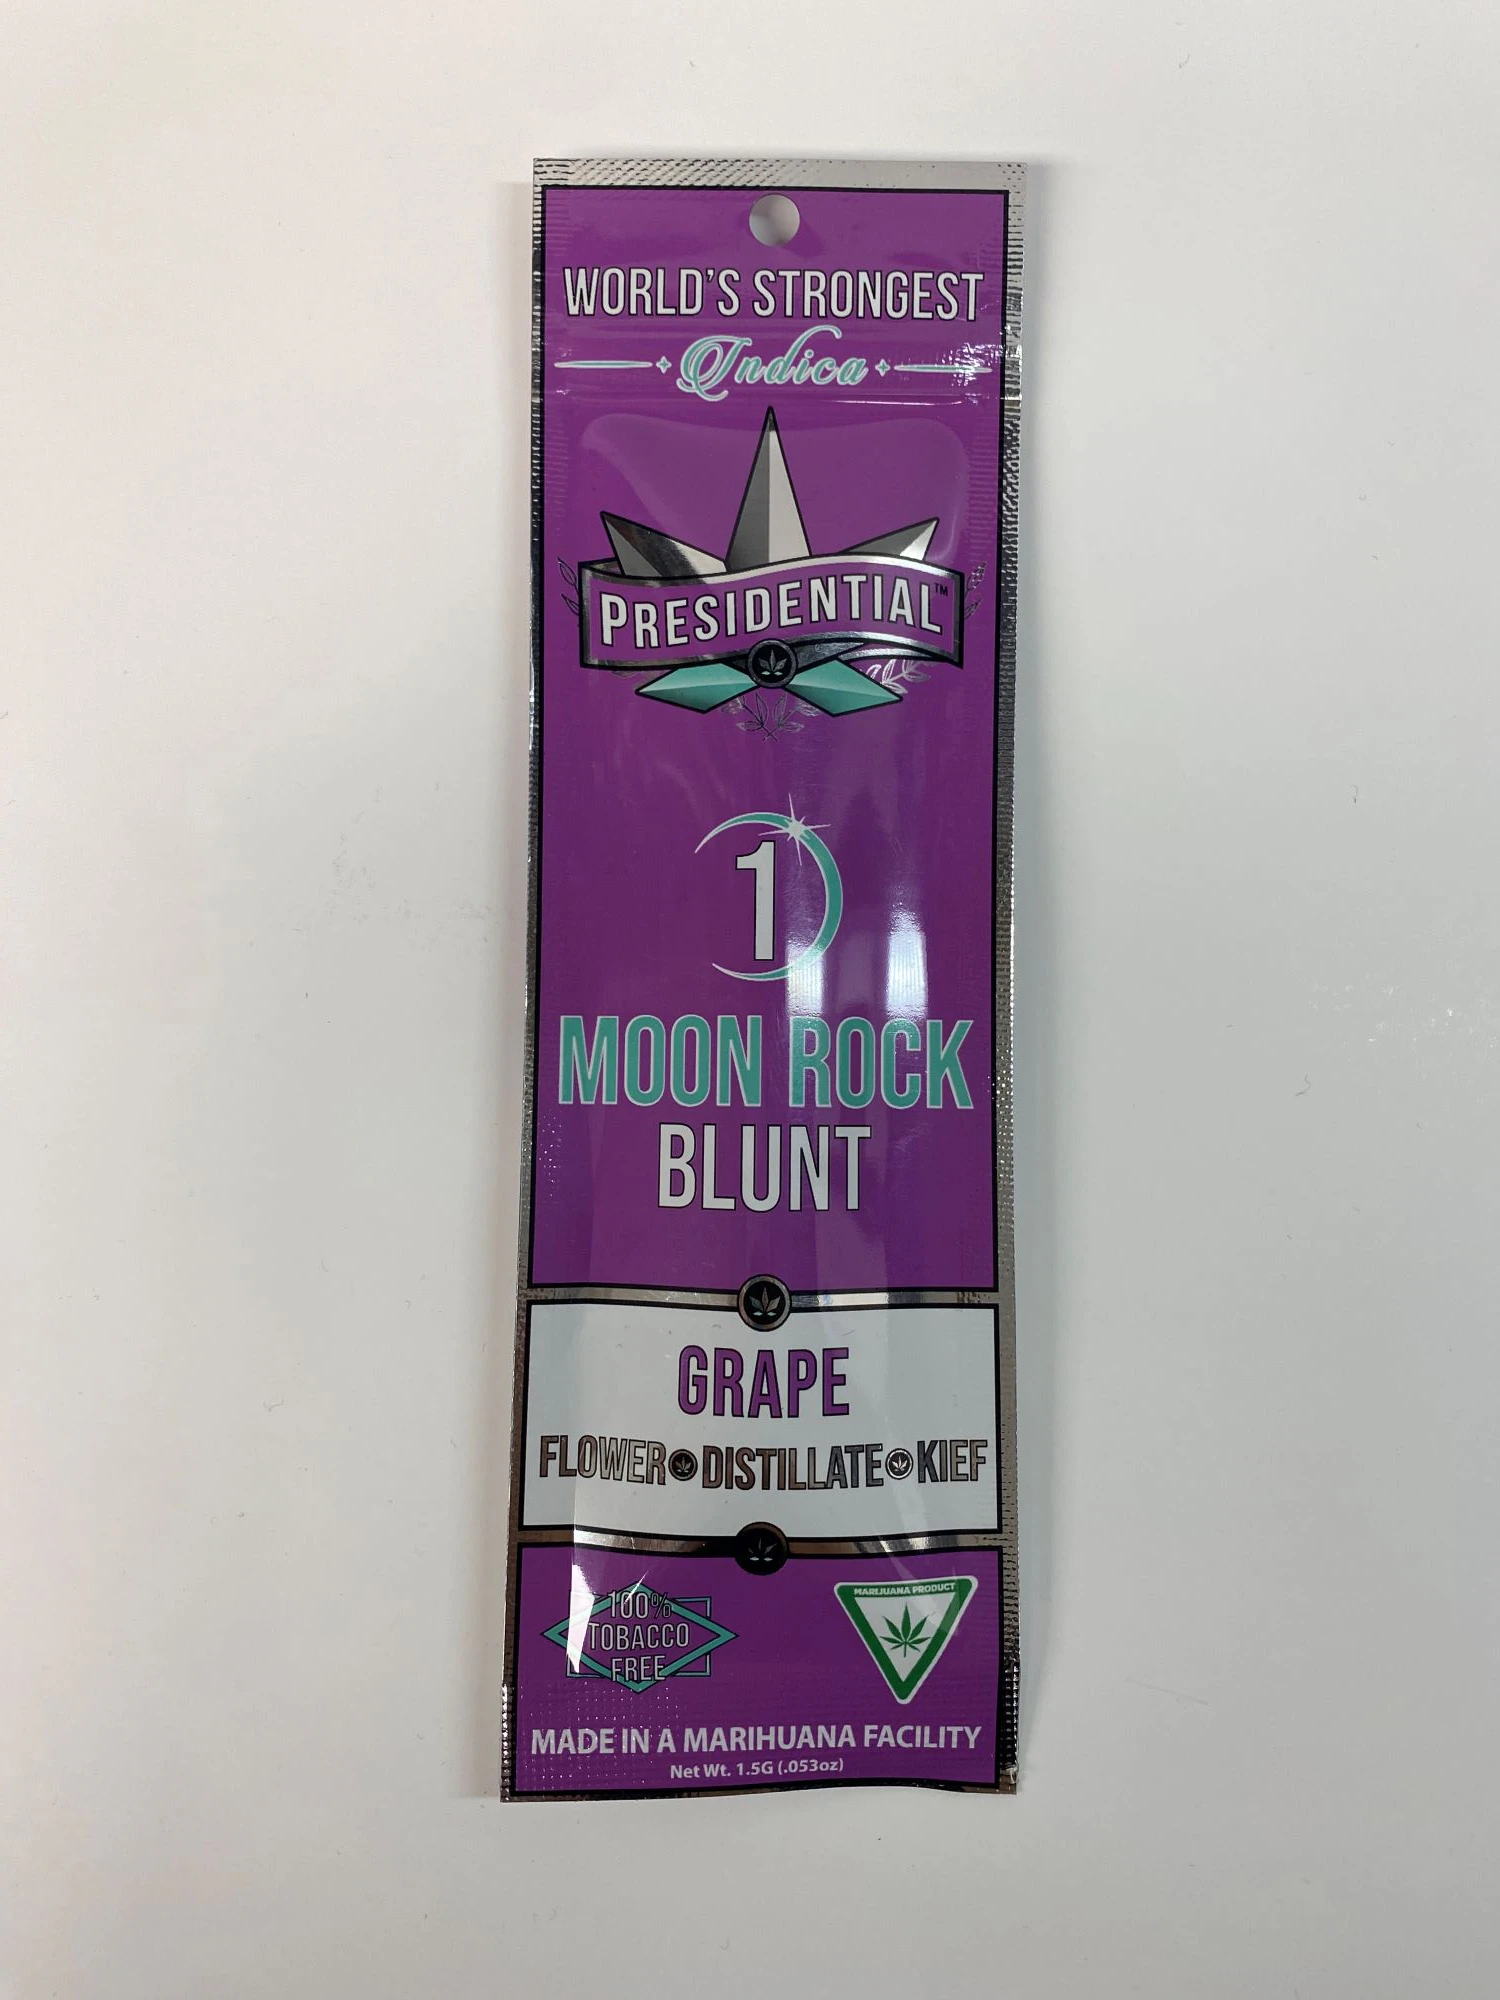 WORLD'S STRONGEST
Indica
PRESIDENTIAL™
1
MOON ROCK
BLUNT
GRAPE
FLOWER DISTILLATE KIEF
100%
TOBACCO
FREE
MARIJUANA PRODUCT
MADE IN A MARIHUANA FACILITY
Net Wt. 1.5G (.053oz)